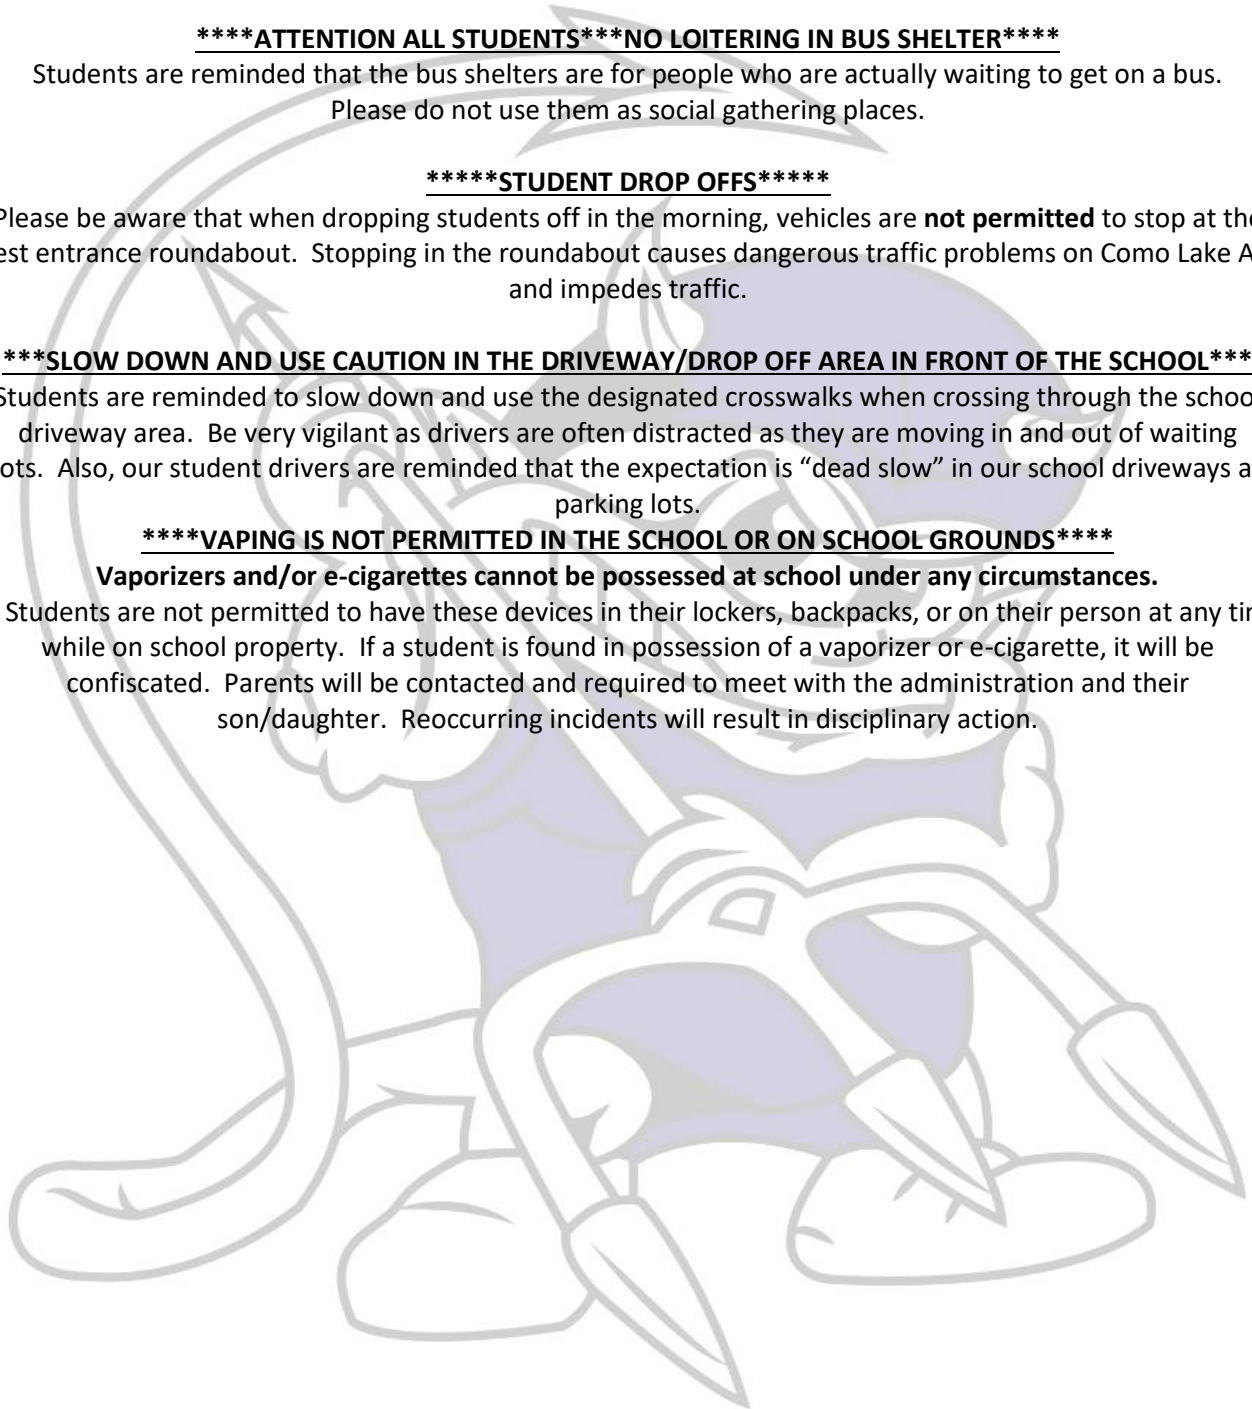 ****ATTENTION ALL STUDENTS***NO LOITERING IN BUS SHELTER****
Students are reminded that the bus shelters are for people who are actually waiting to get on a bus.
Please do not use them as social gathering places.
*****STUDENT DROP OFFS*****
Please be aware that when dropping students off in the morning, vehicles are not permitted to stop at the
est entrance roundabout.  Stopping in the roundabout causes dangerous traffic problems on Como Lake A
and impedes traffic.
***SLOW DOWN AND USE CAUTION IN THE DRIVEWAY/DROP OFF AREA IN FRONT OF THE SCHOOL***
Students are reminded to slow down and use the designated crosswalks when crossing through the schoo
driveway area.  Be very vigilant as drivers are often distracted as they are moving in and out of waiting
ots.  Also, our student drivers are reminded that the expectation is “dead slow” in our school driveways a
parking lots.
****VAPING IS NOT PERMITTED IN THE SCHOOL OR ON SCHOOL GROUNDS****
Vaporizers and/or e-cigarettes cannot be possessed at school under any circumstances.
Students are not permitted to have these devices in their lockers, backpacks, or on their person at any tin
while on school property.  If a student is found in possession of a vaporizer or e-cigarette, it will be
confiscated.  Parents will be contacted and required to meet with the administration and their
son/daughter.  Reoccurring incidents will result in disciplinary action.